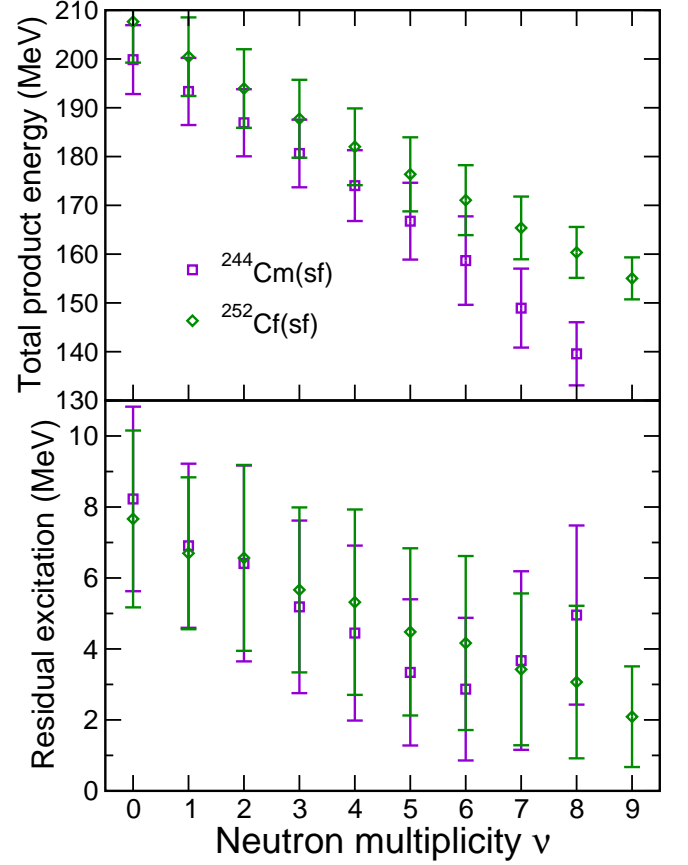 210
200
190
180
170
160
150
140
130
Total product energy (MeV)
²⁴⁴Cm(sf)
²⁵²Cf(sf)
10
8
6
4
2
0
Residual excitation (MeV)
0 1 2 3 4 5 6 7 8 9
Neutron multiplicity ν